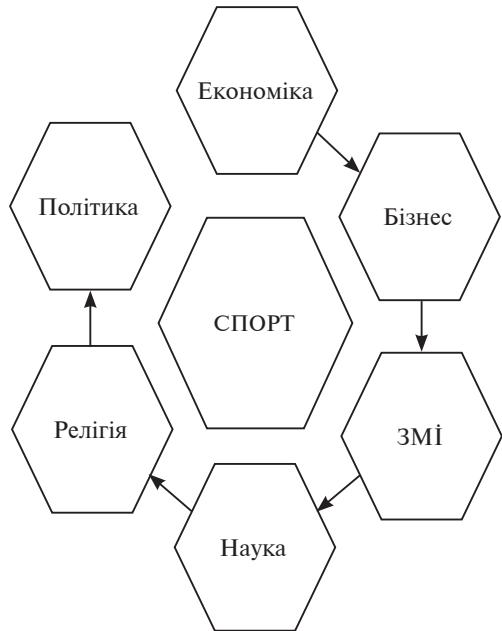 Економіка
Політика
Бізнес
СПОРТ
Релігія
ЗМІ
Наука